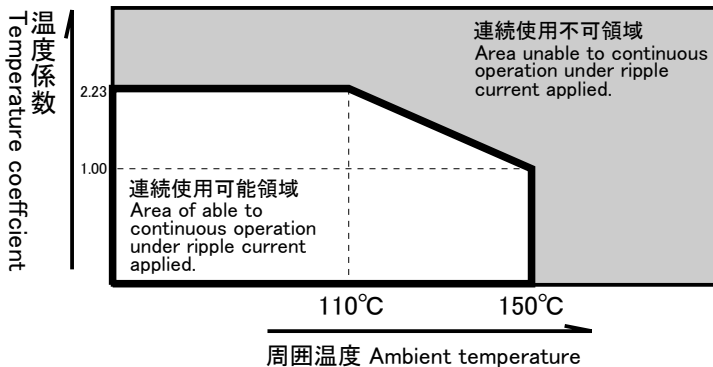 温度係数
Temperature coeffcient
連続使用不可領域
Area unable to continuous
operation under ripple
current applied.
2.23
1.00
連続使用可能領域
Area of able to
continuous operation
under ripple current
applied.
110℃
150℃
周囲温度 Ambient temperature